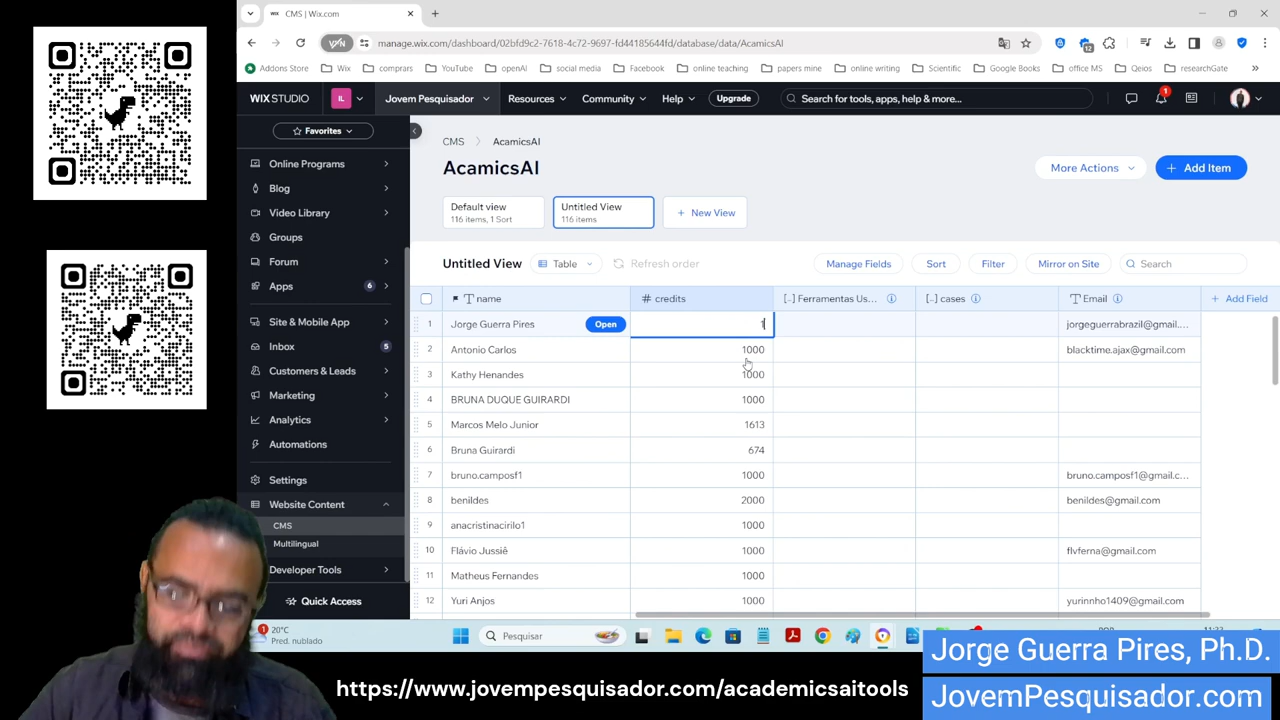 CMS | Wix.com
VPN
manage.wix.com/dashboard/02bfd9c2-7618-4c72-9697-fd44185644fd/database/data/AcamicsAI
12
Addons Store
Wix
comprars
YouTube
openAI
social media
Facebook
online teaching
papers mine
online writing
Scientific
Google Books
office MS
Qeios
researchGate
WIX STUDIO
IL
Jovem Pesquisador
Resources
Community
Help
Upgrade
Search for tools, apps, help & more...
1
Favorites
Online Programs
Blog
Video Library
Groups
Forum
Apps
6
Site & Mobile App
Inbox
5
Customers & Leads
Marketing
Analytics
Automations
Settings
Website Content
CMS
Multilingual
Developer Tools
Quick Access
CMS
AcamicsAI
AcamicsAI
More Actions
+ Add Item
Default view
116 items, 1 Sort
Untitled View
116 items
+ New View
Untitled View
Table
Refresh order
Manage Fields
Sort
Filter
Mirror on Site
Search
name
# credits
[..] Ferramitas Us...
[..] cases
Email
+ Add Field
1 Jorge Guerra Pires Open 1 jorgeguerrabrazil@gmail....
2 Antonio Carlos 1000 blacktime.ajax@gmail.com
3 Kathy Henandes 1000
4 BRUNA DUQUE GUIRARDI 1000
5 Marcos Melo Junior 1613
6 Bruna Guirardi 674
7 bruno.camposf1 1000 bruno.camposf1@gmail.c...
8 benildes 2000 benildes@gmail.com
9 anacristinacirilo1 1000
10 Flávio Jussiê 1000 flvferna@gmail.com
11 Matheus Fernandes 1000
12 Yuri Anjos 1000 yurinnho1409@gmail.com
1
20°C
Pred. nublado
Pesquisar
Jorge Guerra Pires, Ph.D.
JovemPesquisador.com
https://www.jovempesquisador.com/academicsaitools